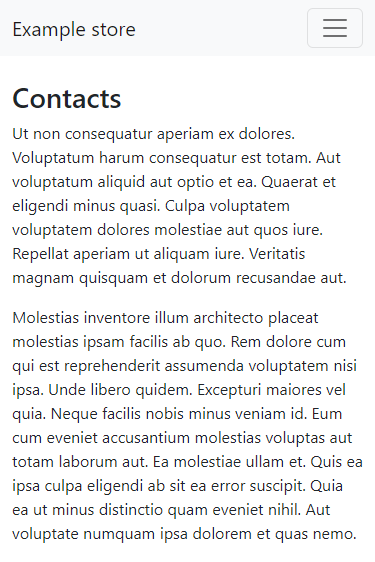 Example store
Contacts
Ut non consequatur aperiam ex dolores.
Voluptatum harum consequatur est totam. Aut
voluptatum aliquid aut optio et ea. Quaerat et
eligendi minus quasi. Culpa voluptatem
voluptatem dolores molestiae aut quos iure.
Repellat aperiam ut aliquam iure. Veritatis
magnam quisquam et dolorum recusandae aut.
Molestias inventore illum architecto placeat
molestias ipsam facilis ab quo. Rem dolore cum
qui est reprehenderit assumenda voluptatem nisi
ipsa. Unde libero quidem. Excepturi maiores vel
quia. Neque facilis nobis minus veniam id. Eum
cum eveniet accusantium molestias voluptas aut
totam laborum aut. Ea molestiae ullam et. Quis ea
ipsa culpa eligendi ab sit ea error suscipit. Quia
ea ut minus distinctio quam eveniet nihil. Aut
voluptate numquam ipsa dolorem et quas nemo.